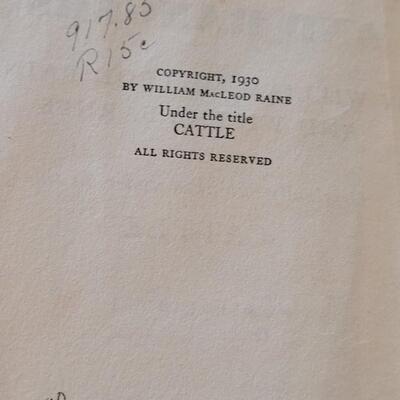 917.83
R15c
COPYRIGHT, 1930
BY WILLIAM MacLEOD RAINE
Under the title
CATTLE
ALL RIGHTS RESERVED